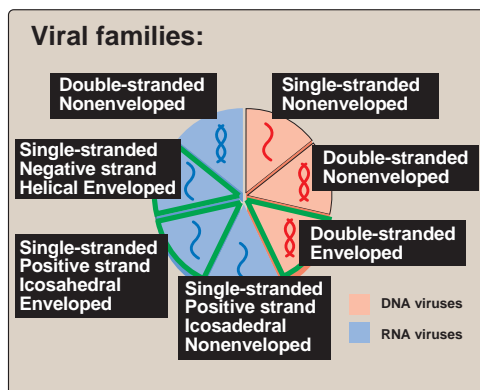 Viral families:
Double-stranded
Nonenveloped
Single-stranded
Nonenveloped
Single-stranded
Negative strand
Helical Enveloped
Double-stranded
Nonenveloped
Double-stranded
Enveloped
Single-stranded
Positive strand
Icosahedral
Enveloped
Single-stranded
Positive strand
Icosadedral
Nonenveloped
DNA viruses
RNA viruses